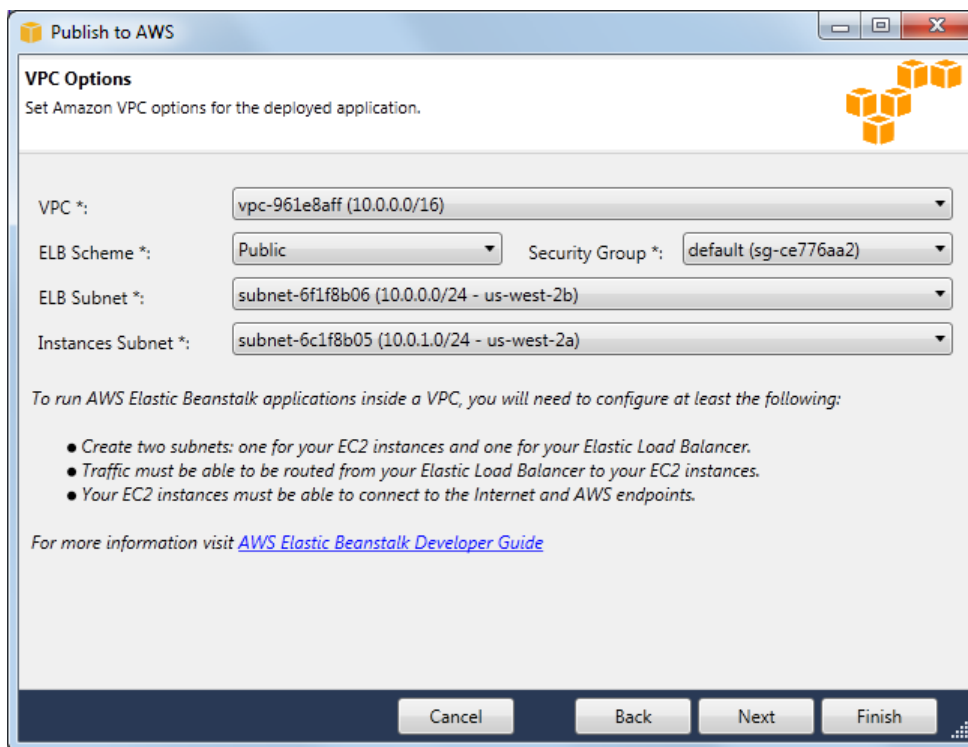 Publish to AWS
VPC Options
Set Amazon VPC options for the deployed application.
VPC *: vpc-961e8aff (10.0.0.0/16)
ELB Scheme *: Public Security Group *: default (sg-ce776aa2)
ELB Subnet *: subnet-6f1f8b06 (10.0.0.0/24 - us-west-2b)
Instances Subnet *: subnet-6c1f8b05 (10.0.1.0/24 - us-west-2a)
To run AWS Elastic Beanstalk applications inside a VPC, you will need to configure at least the following:
● Create two subnets: one for your EC2 instances and one for your Elastic Load Balancer.
● Traffic must be able to be routed from your Elastic Load Balancer to your EC2 instances.
● Your EC2 instances must be able to connect to the Internet and AWS endpoints.
For more information visit AWS Elastic Beanstalk Developer Guide
Cancel Back Next Finish